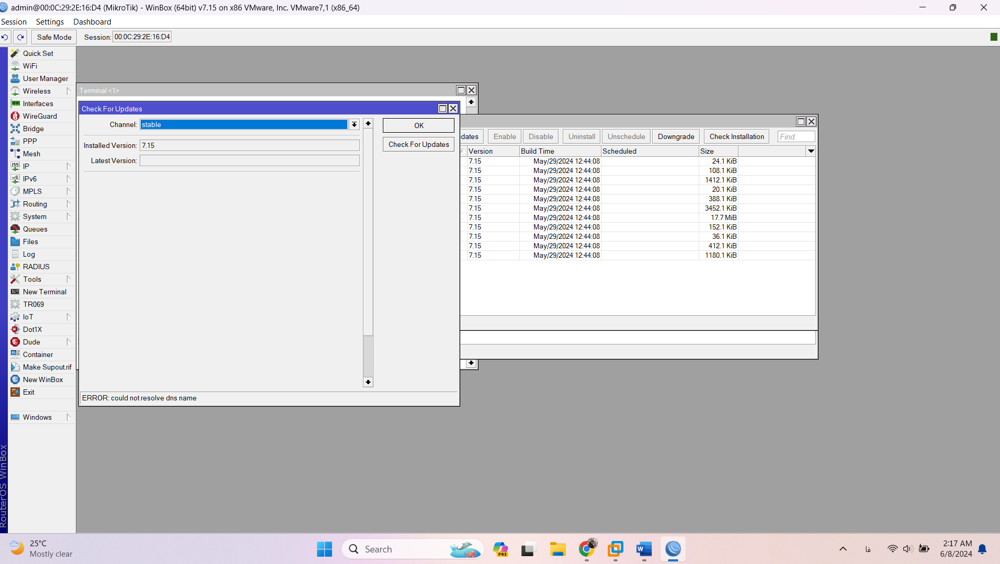 admin@00:0C:29:2E:16:D4 (MikroTik) - WinBox (64bit) v7.15 on x86 VMware, Inc. VMware7,1 (x86_64)
Session Settings Dashboard
Safe Mode Session: 00:0C:29:2E:16:D4
Quick Set
WiFi
User Manager
Wireless
Interfaces
WireGuard
Bridge
PPP
Mesh
IP
IPv6
MPLS
Routing
System
Queues
Files
Log
RADIUS
Tools
New Terminal
TR069
IoT
Dot1X
Dude
Container
Make Supout.rif
New WinBox
Exit
Windows
RouterOS WinBox
Terminal <1>
Check For Updates
Channel: stable
OK
Installed Version: 7.15
Check For Updates
Latest Version:
ERROR: could not resolve dns name
dates Enable Disable Uninstall Unschedule Downgrade Check Installation Find
Version Build Time Scheduled Size
7.15 May/29/2024 12:44:08 24.1 KiB
7.15 May/29/2024 12:44:08 108.1 KiB
7.15 May/29/2024 12:44:08 1412.1 KiB
7.15 May/29/2024 12:44:08 20.1 KiB
7.15 May/29/2024 12:44:08 388.1 KiB
7.15 May/29/2024 12:44:08 3452.1 KiB
7.15 May/29/2024 12:44:08 17.7 MiB
7.15 May/29/2024 12:44:08 152.1 KiB
7.15 May/29/2024 12:44:08 36.1 KiB
7.15 May/29/2024 12:44:08 412.1 KiB
7.15 May/29/2024 12:44:08 1180.1 KiB
25°C
Mostly clear
Search
PRE
فا
2:17 AM
6/8/2024